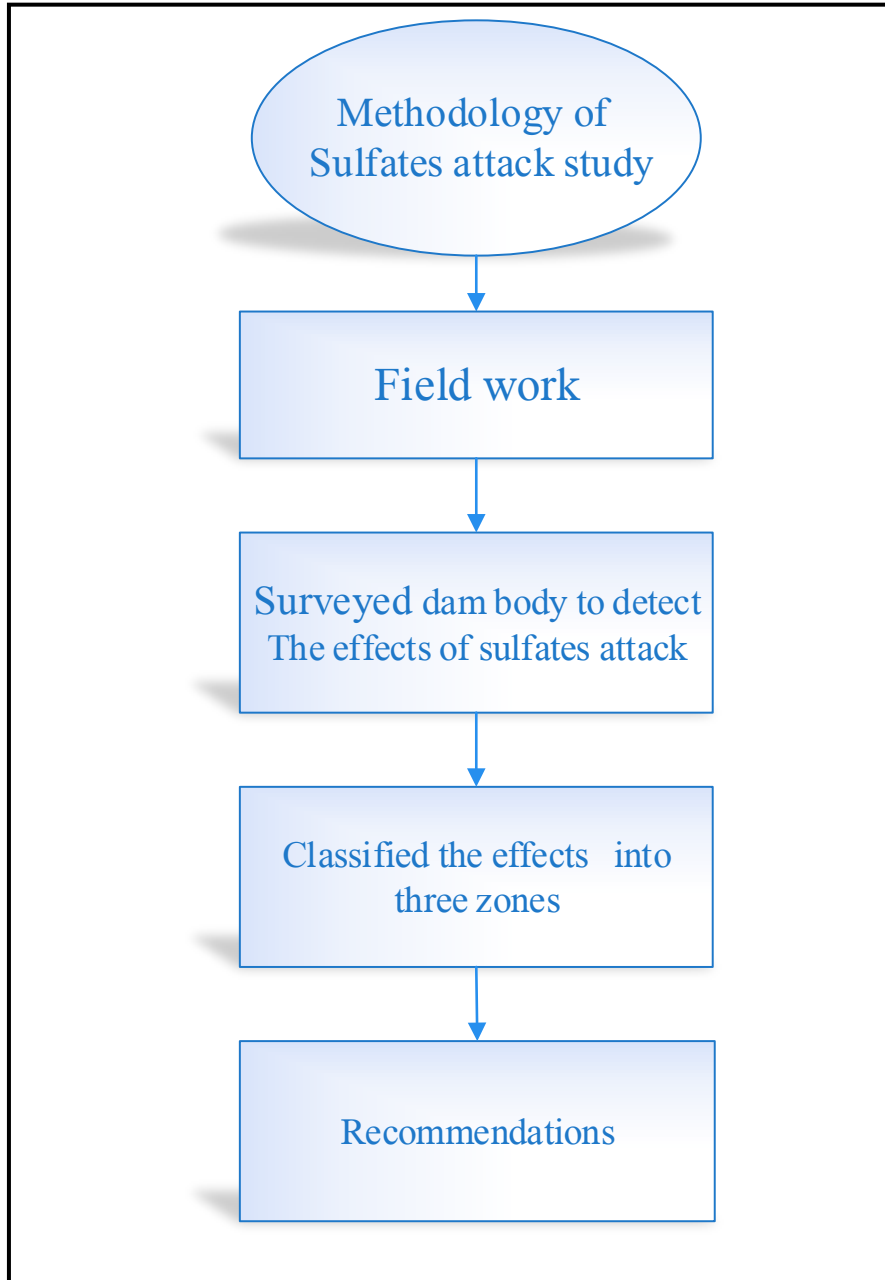 Methodology of
Sulfates attack study
Field work
Surveyed dam body to detect
The effects of sulfates attack
Classified the effects into
three zones
Recommendations